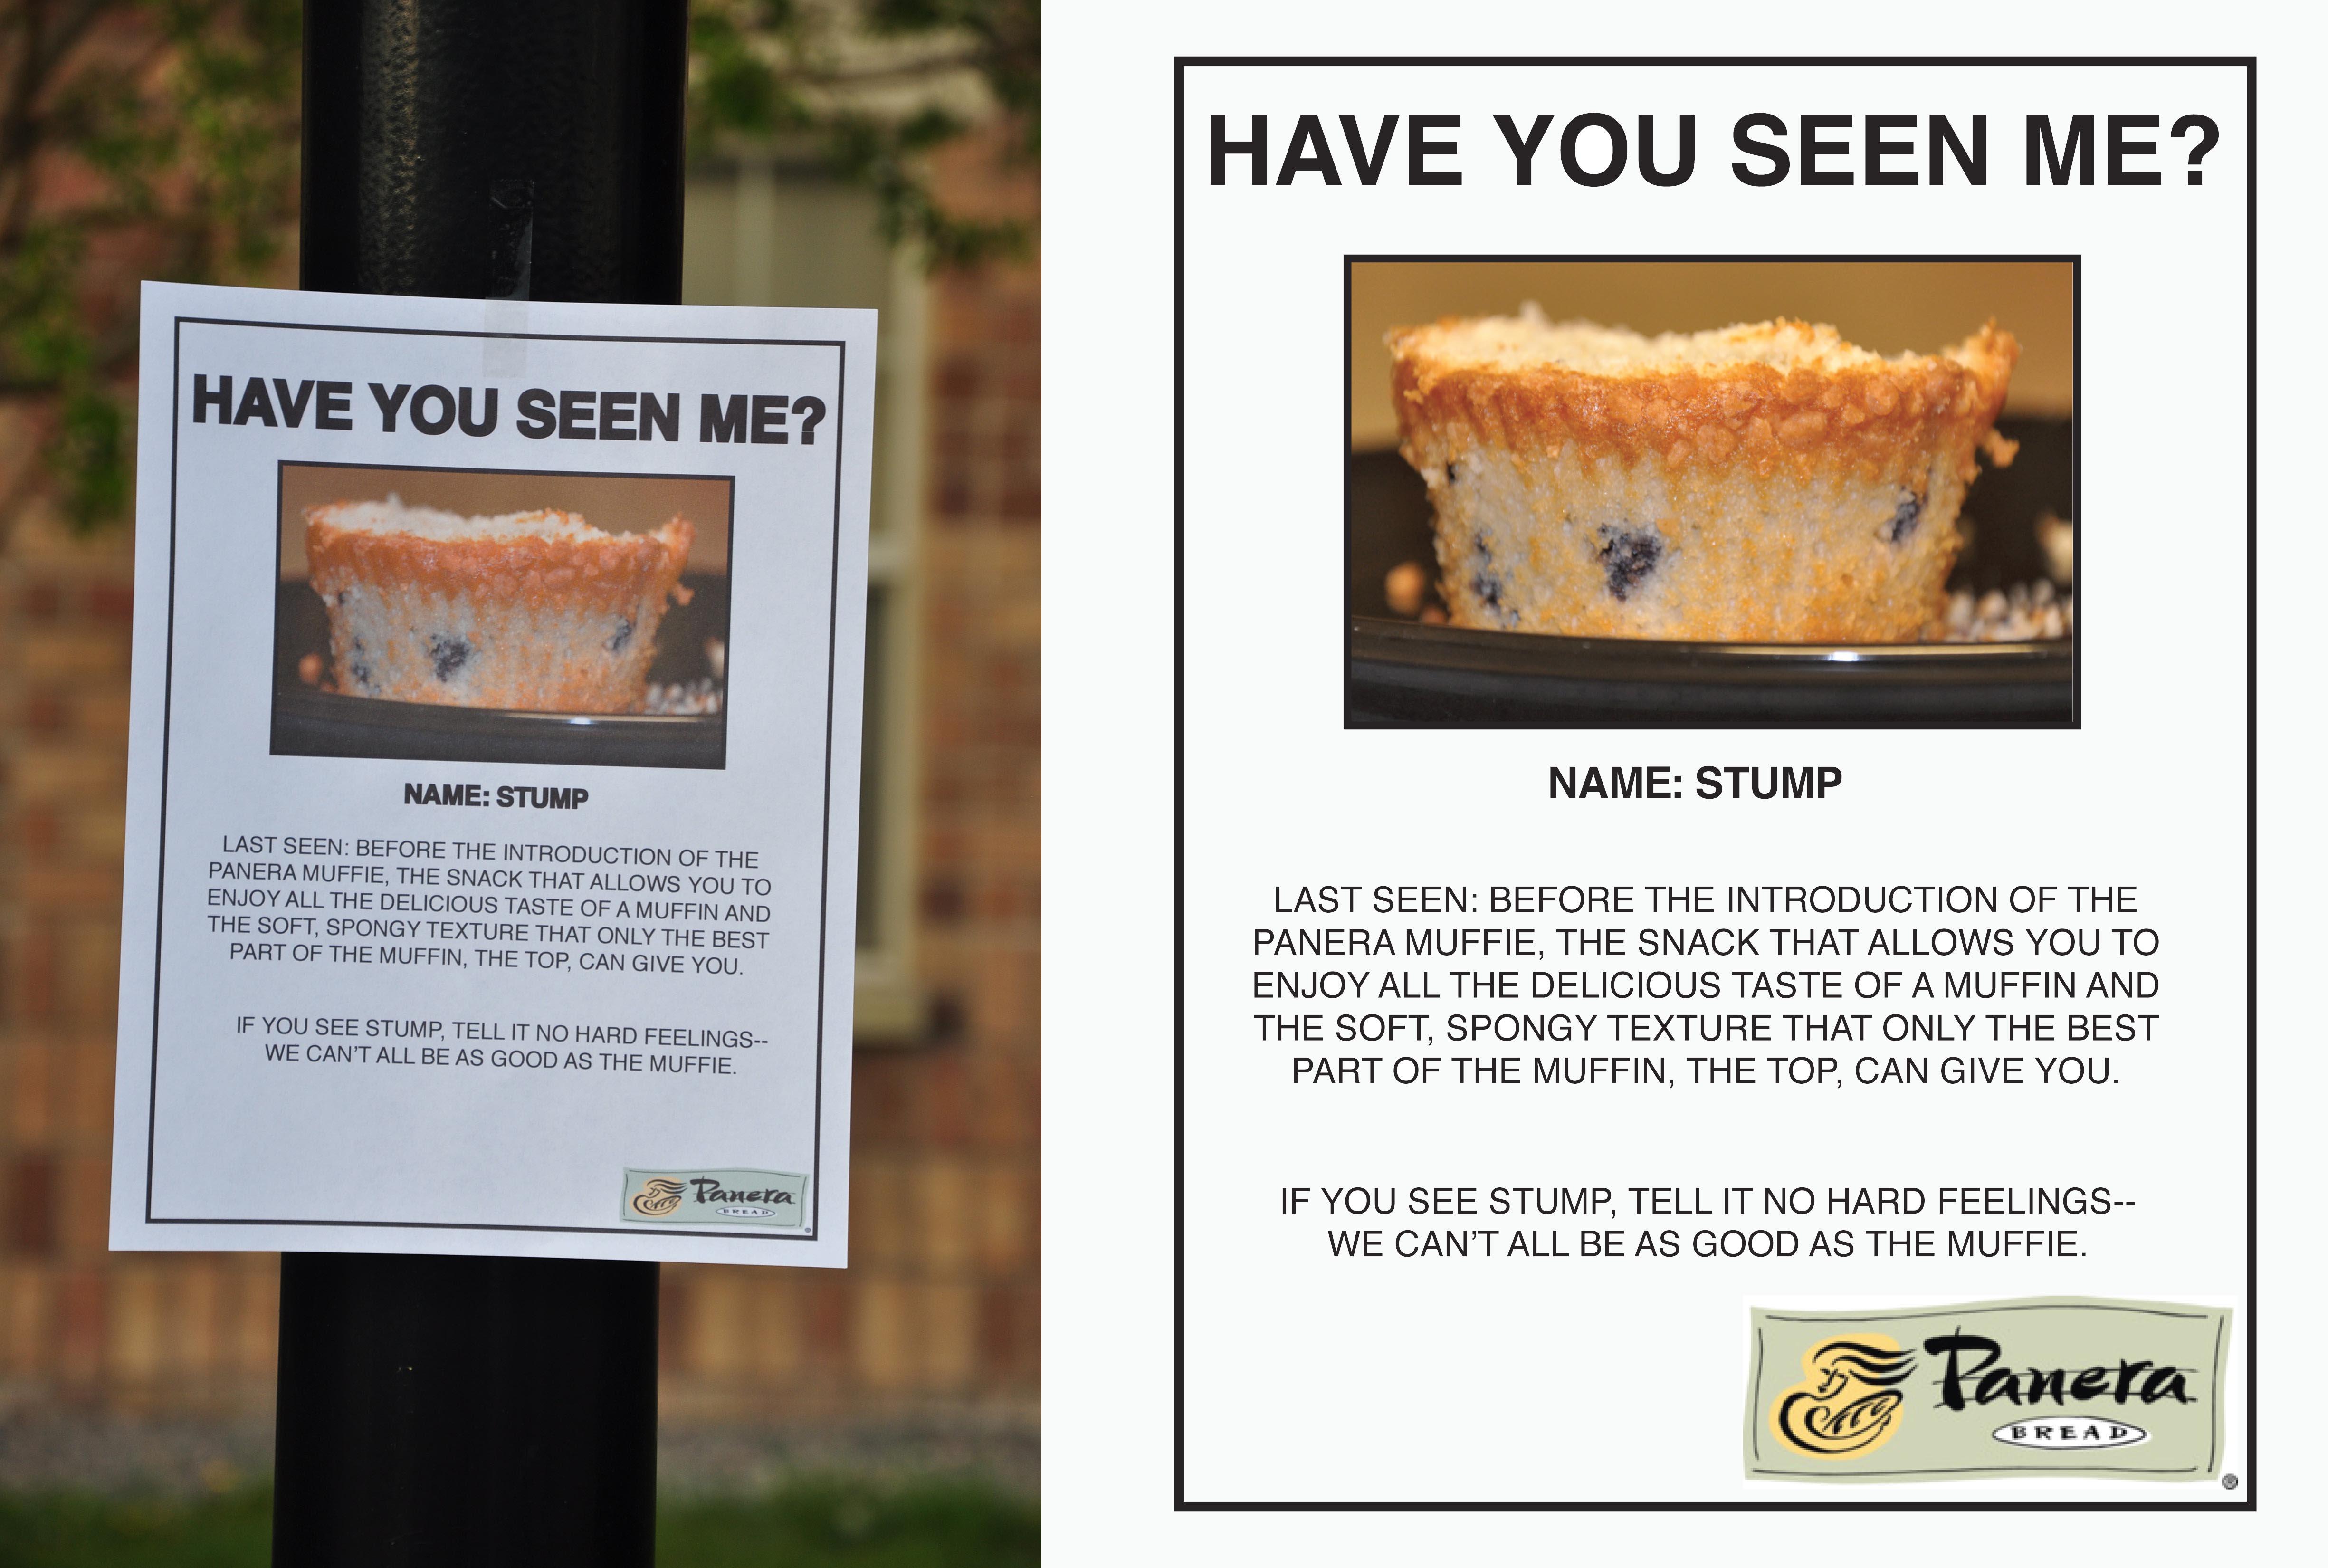 HAVE YOU SEEN ME?
NAME: STUMP
LAST SEEN: BEFORE THE INTRODUCTION OF THE
PANERA MUFFIE, THE SNACK THAT ALLOWS YOU TO
ENJOY ALL THE DELICIOUS TASTE OF A MUFFIN AND
THE SOFT, SPONGY TEXTURE THAT ONLY THE BEST
PART OF THE MUFFIN, THE TOP, CAN GIVE YOU.
IF YOU SEE STUMP, TELL IT NO HARD FEELINGS--
WE CAN'T ALL BE AS GOOD AS THE MUFFIE.
Panera
BREAD
HAVE YOU SEEN ME?
NAME: STUMP
LAST SEEN: BEFORE THE INTRODUCTION OF THE
PANERA MUFFIE, THE SNACK THAT ALLOWS YOU TO
ENJOY ALL THE DELICIOUS TASTE OF A MUFFIN AND
THE SOFT, SPONGY TEXTURE THAT ONLY THE BEST
PART OF THE MUFFIN, THE TOP, CAN GIVE YOU.
IF YOU SEE STUMP, TELL IT NO HARD FEELINGS--
WE CAN'T ALL BE AS GOOD AS THE MUFFIE.
Panera
BREAD